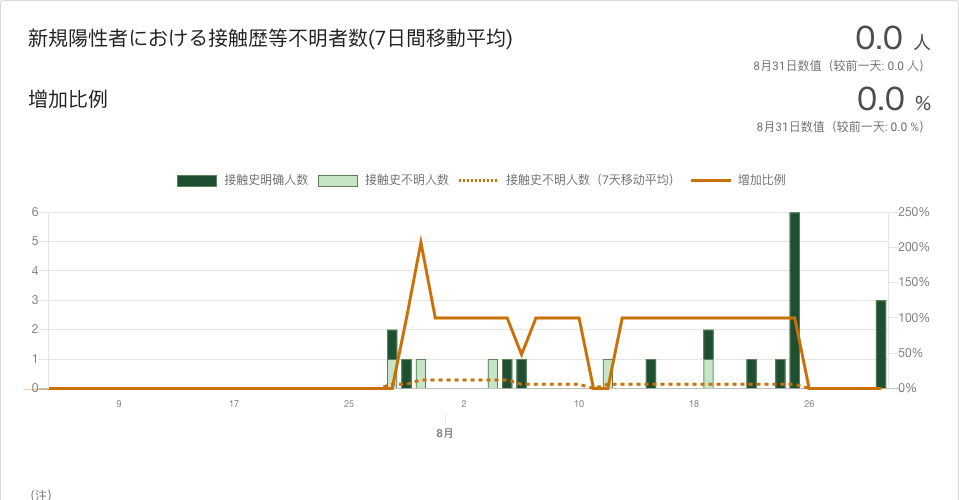 新規陽性者における接触歴等不明者数(7日間移動平均)
0.0 人
8月31日数值（较前一天: 0.0 人）
増加比例
0.0 %
8月31日数值（较前一天: 0.0 %）
接触史明确人数 接触史不明人数 接触史不明人数（7天移动平均） 增加比例
6 250%
5 200%
4 150%
3 100%
2 50%
1 0%
0
9 17 25 2 10 18 26
8月
（注）